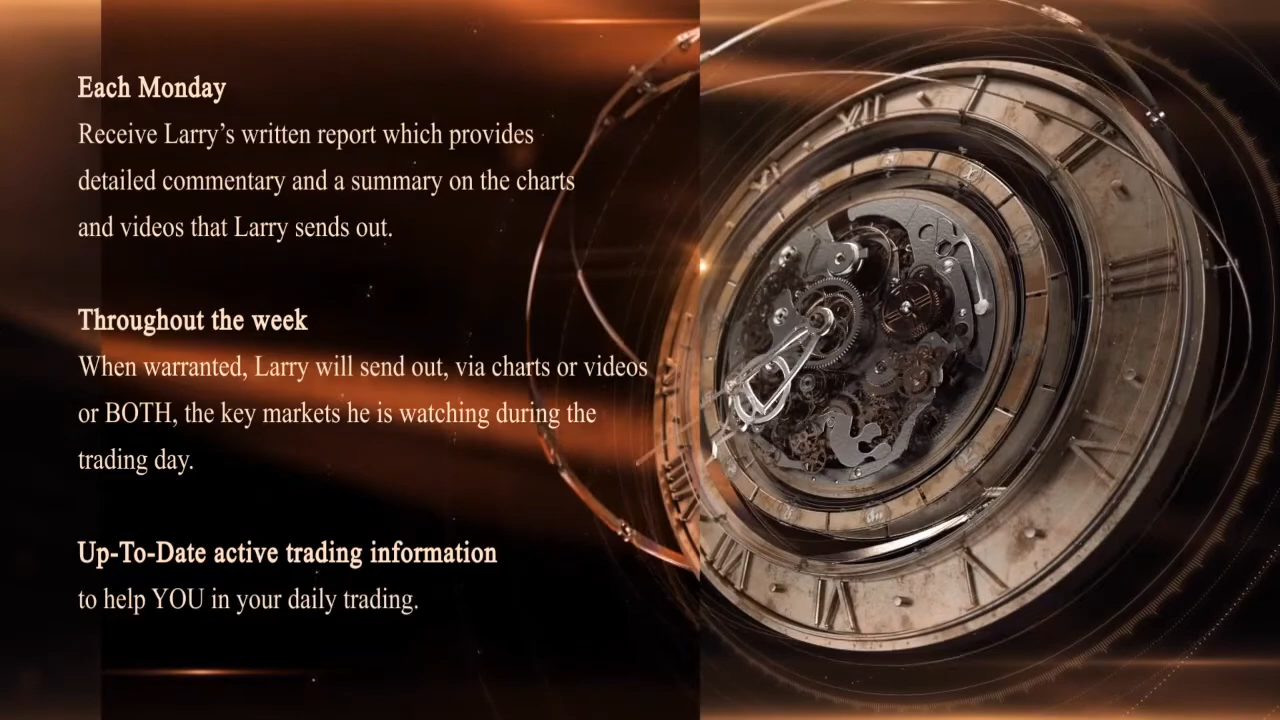 Each Monday
Receive Larry’s written report which provides
detailed commentary and a summary on the charts
and videos that Larry sends out.
Throughout the week
When warranted, Larry will send out, via charts or videos
or BOTH, the key markets he is watching during the
trading day.
Up-To-Date active trading information
to help YOU in your daily trading.